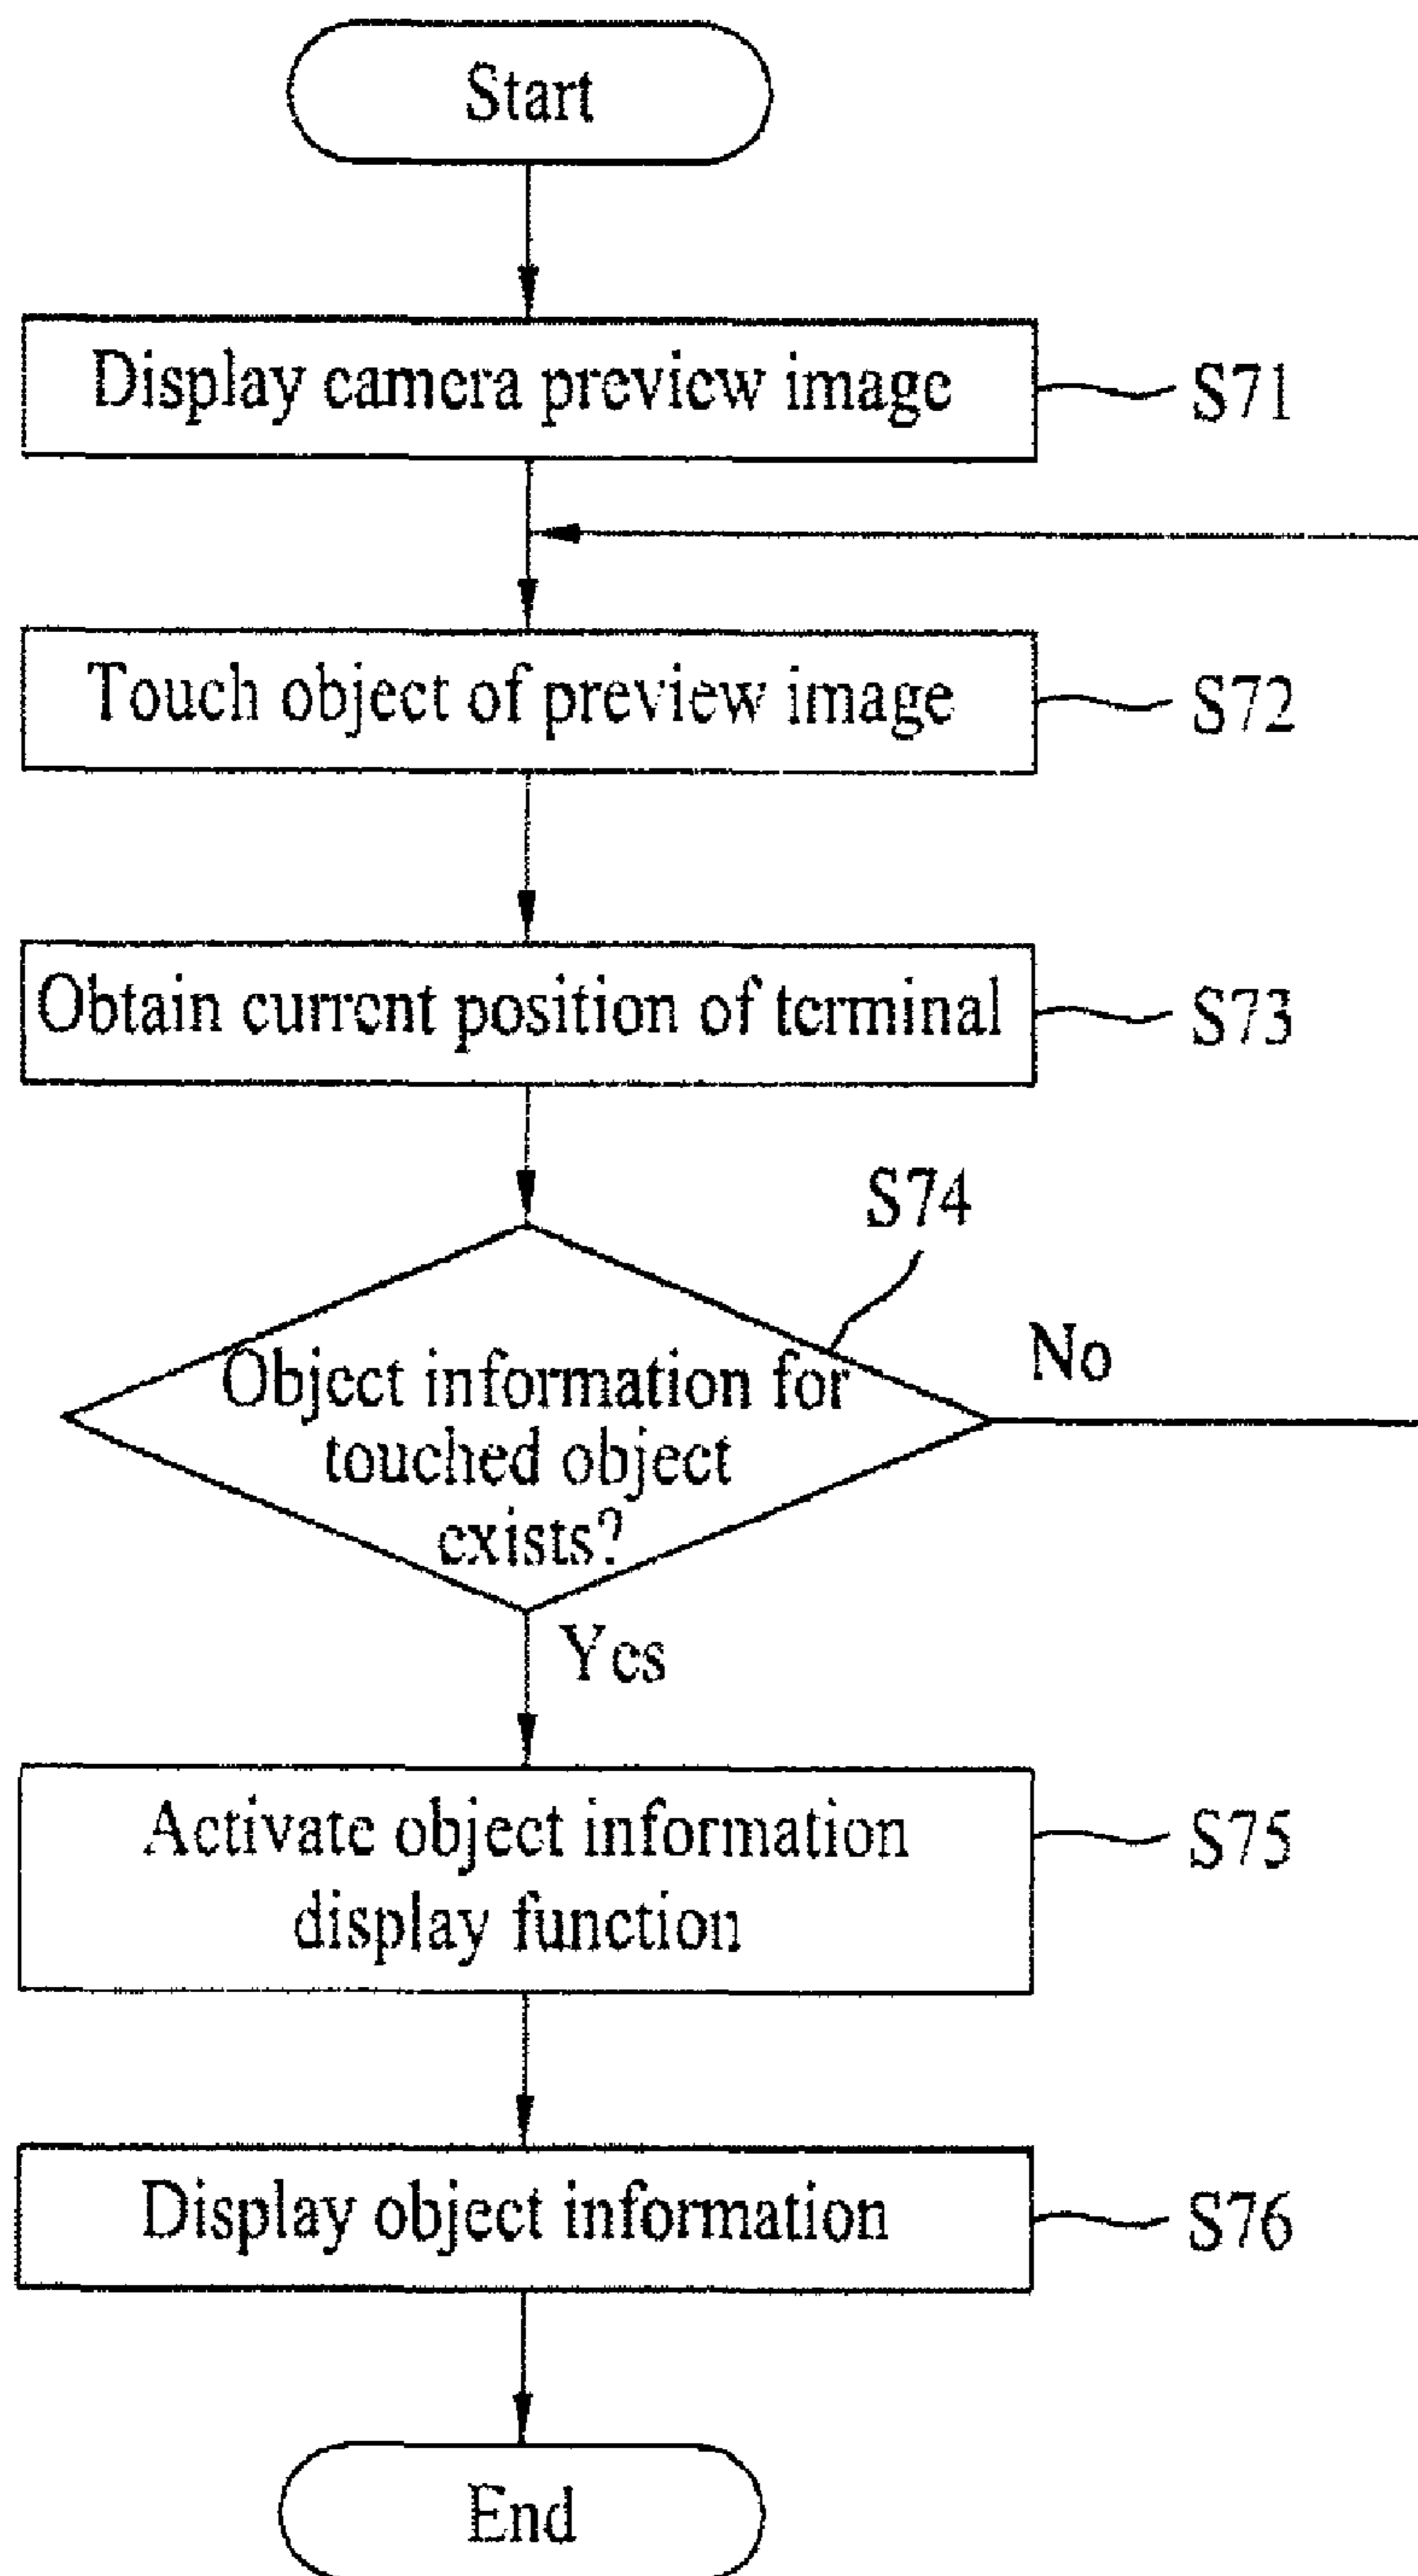 Start
Display camera preview image
S71
Touch object of preview image
S72
Obtain current position of terminal
S73
S74
Object information for
touched object
exists?
No
Yes
Activate object information
display function
S75
Display object information
S76
End